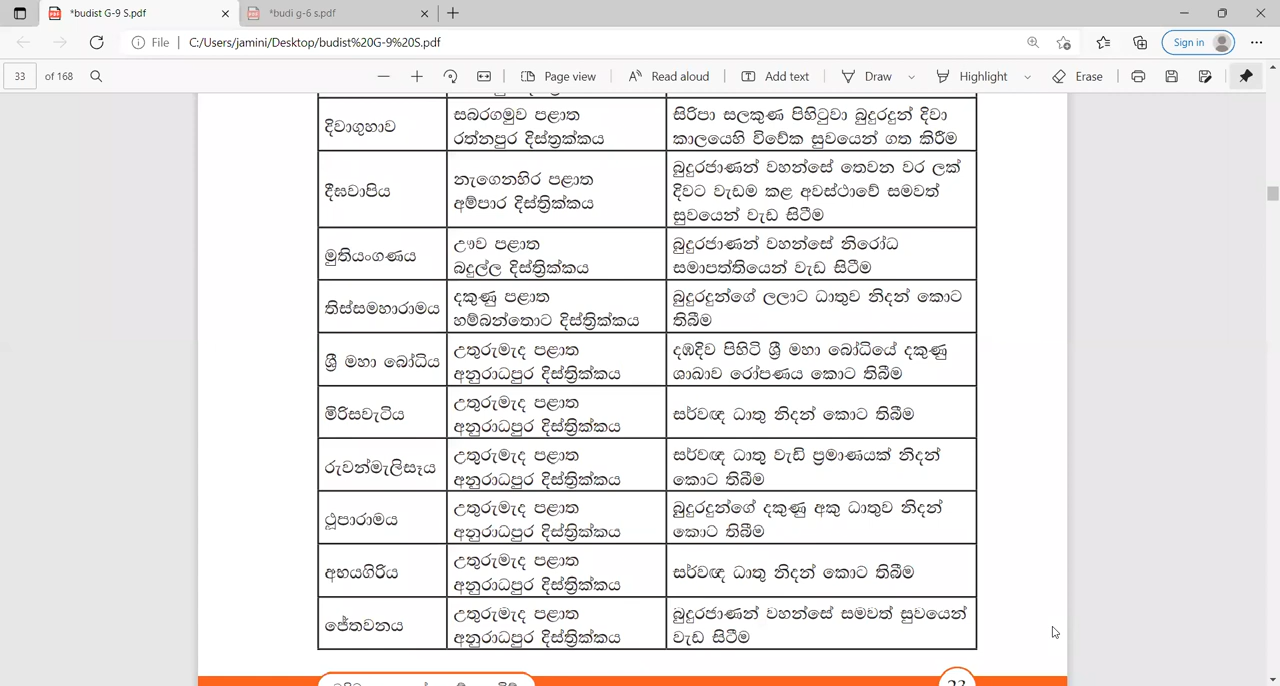 *budist G-9 S.pdf
*budi g-6 s.pdf
File C:/Users/jamini/Desktop/budist%20G-9%20S.pdf
Sign in
33 of 168
Page view Read aloud Add text Draw Highlight Erase
දිවාගුහාව
සබරගමුව පළාත
රත්නපුර දිස්ත්‍රක්කය
සිරිපා සලකුණ පිහිටුවා බුදුරදුන් දිවා
කාලයෙහි විවේක සුවයෙන් ගත කිරීම
දීඝවාපිය
නැගෙනහිර පළාත
අම්පාර දිස්ත්‍රික්කය
බුදුරජාණන් වහන්සේ තෙවන වර ලක්
දිවට වැඩම කළ අවස්ථාවේ සමවත්
සුවයෙන් වැඩ සිටීම
මුතියංගණය
ඌව පළාත
බදුල්ල දිස්ත්‍රික්කය
බුදුරජාණන් වහන්සේ නිරෝධ
සමාපත්තියෙන් වැඩ සිටීම
තිස්සමහාරාමය
දකුණු පළාත
හම්බන්තොට දිස්ත්‍රික්කය
බුදුරදුන්ගේ ලලාට ධාතුව නිදන් කොට
තිබීම
ශ්‍රී මහා බෝධිය
උතුරුමැද පළාත
අනුරාධපුර දිස්ත්‍රික්කය
දඹදිව පිහිටි ශ්‍රී මහා බෝධියේ දකුණු
ශාඛාව රෝපණය කොට තිබීම
මිරිසවැටිය
උතුරුමැද පළාත
අනුරාධපුර දිස්ත්‍රික්කය
සර්වඥ ධාතු නිදන් කොට තිබීම
රුවන්මැලිසෑය
උතුරුමැද පළාත
අනුරාධපුර දිස්ත්‍රික්කය
සර්වඥ ධාතු වැඩි ප්‍රමාණයක් නිදන්
කොට තිබීම
ථූපාරාමය
උතුරුමැද පළාත
අනුරාධපුර දිස්ත්‍රික්කය
බුදුරදුන්ගේ දකුණු අකු ධාතුව නිදන්
කොට තිබීම
අභයගිරිය
උතුරුමැද පළාත
අනුරාධපුර දිස්ත්‍රික්කය
සර්වඥ ධාතු නිදන් කොට තිබීම
ජේතවනය
උතුරුමැද පළාත
අනුරාධපුර දිස්ත්‍රික්කය
බුදුරජාණන් වහන්සේ සමවත් සුවයෙන්
වැඩ සිටීම
23